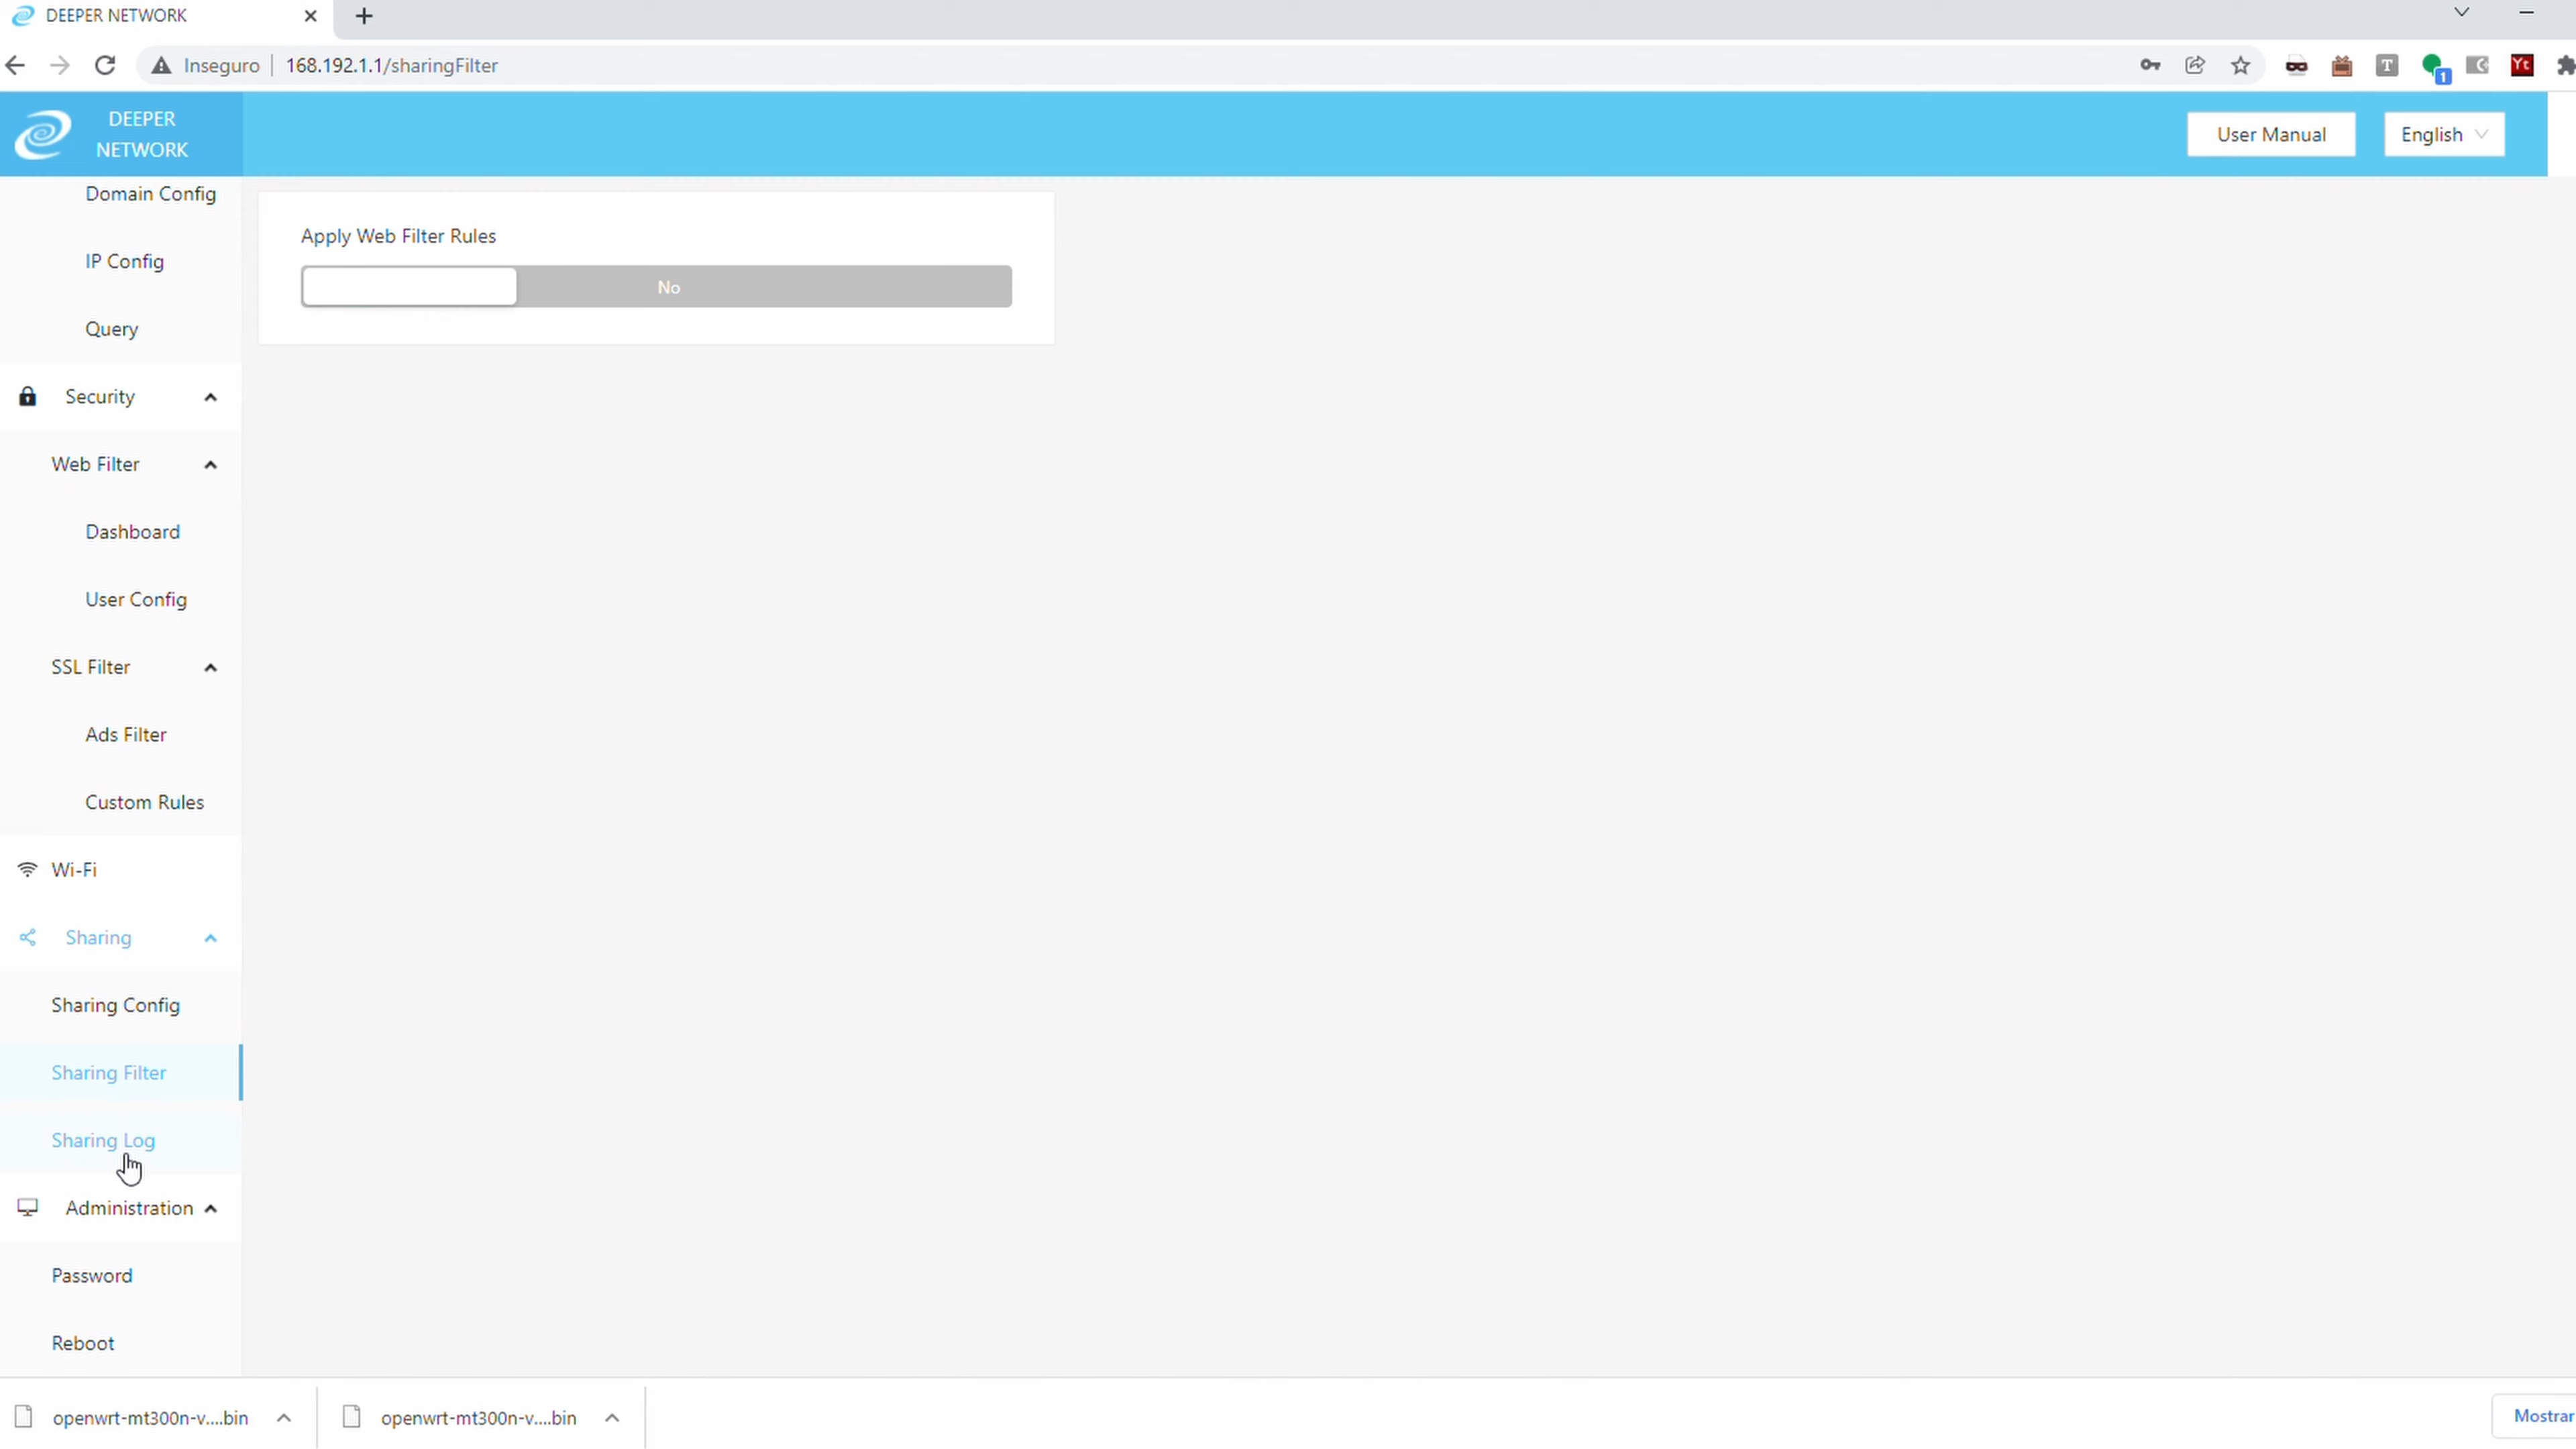 DEEPER NETWORK
Inseguro
168.192.1.1/sharingFilter
T
1
Yt
DEEPER
NETWORK
User Manual
English
Domain Config
IP Config
Query
Security
Web Filter
Dashboard
User Config
SSL Filter
Ads Filter
Custom Rules
Wi-Fi
Sharing
Sharing Config
Sharing Filter
Sharing Log
Administration
Password
Reboot
Apply Web Filter Rules
No
openwrt-mt300n-v....bin
openwrt-mt300n-v....bin
Mostrar